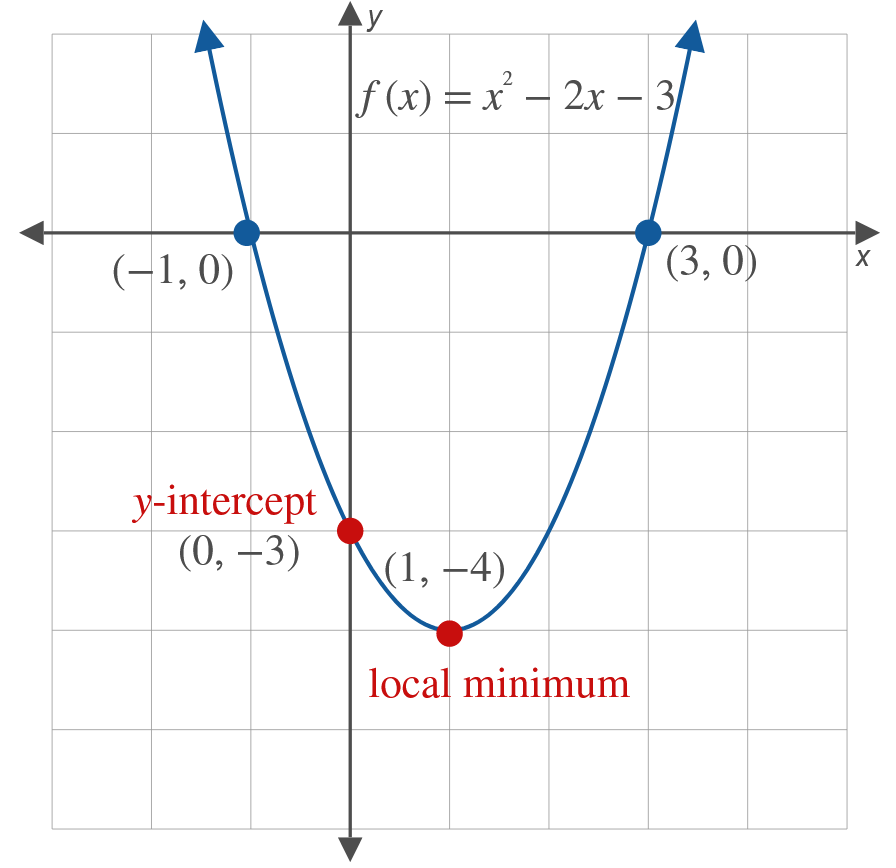 y
f (x) = x² − 2x − 3
(−1, 0)
(3, 0)
x
y-intercept
(0, −3)
(1, −4)
local minimum